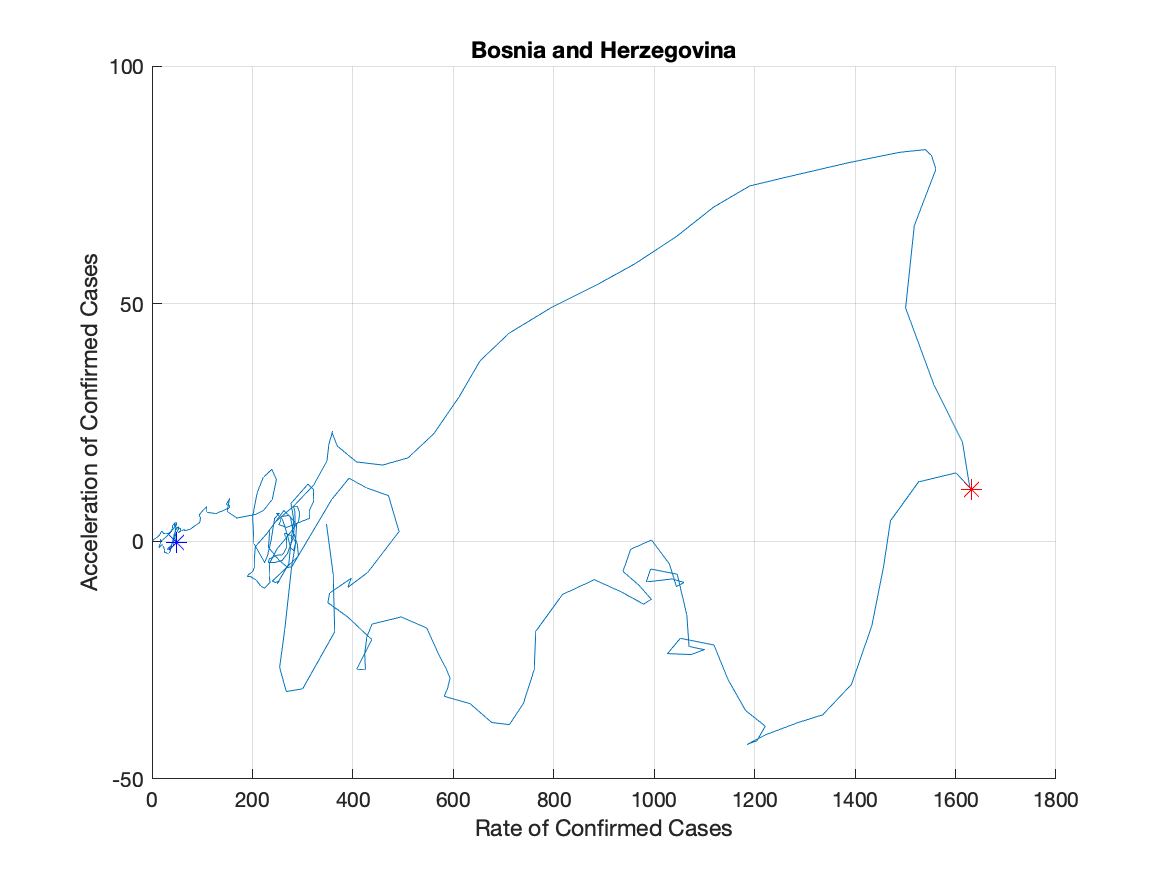 Bosnia and Herzegovina
100
50
0
-50
Acceleration of Confirmed Cases
0 200 400 600 800 1000 1200 1400 1600 1800
Rate of Confirmed Cases